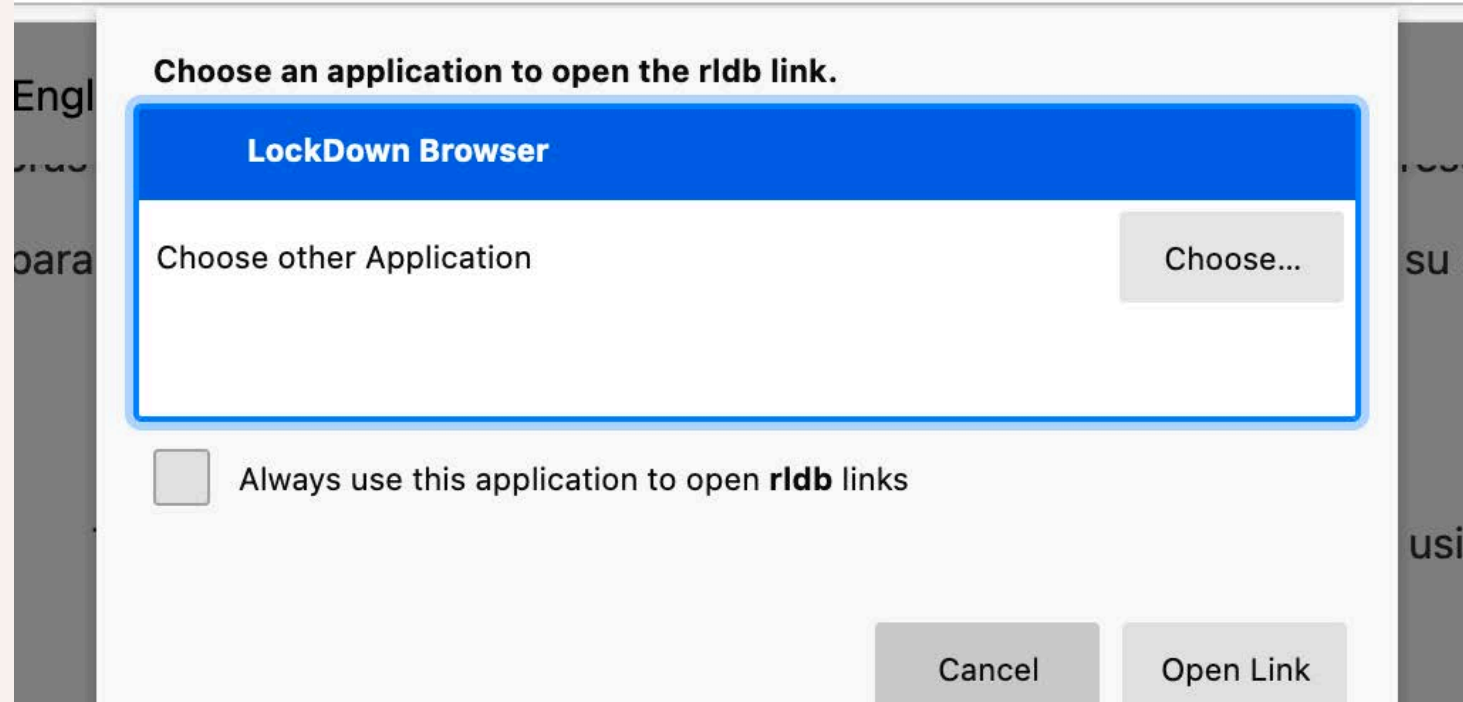 Choose an application to open the rldb link.
Engl
LockDown Browser
para
Choose other Application
Choose...
su
Always use this application to open rldb links
usi
Cancel
Open Link